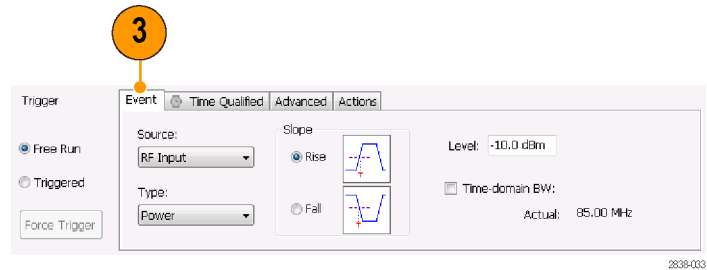 3
Trigger
Event Time Qualified Advanced Actions
Free Run
Triggered
Force Trigger
Source:
RF Input
Type:
Power
Slope
Rise
T
Fall
T
Level: -10.0 dBm
Time-domain BW:
Actual: 85.00 MHz
2838-033